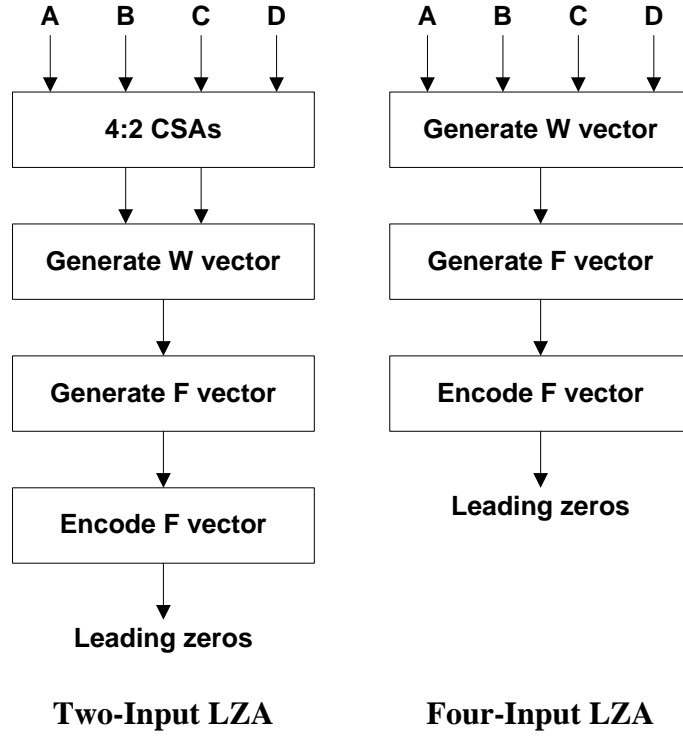 A B C D
4:2 CSAs
Generate W vector
Generate F vector
Encode F vector
Leading zeros
Two-Input LZA
A B C D
Generate W vector
Generate F vector
Encode F vector
Leading zeros
Four-Input LZA